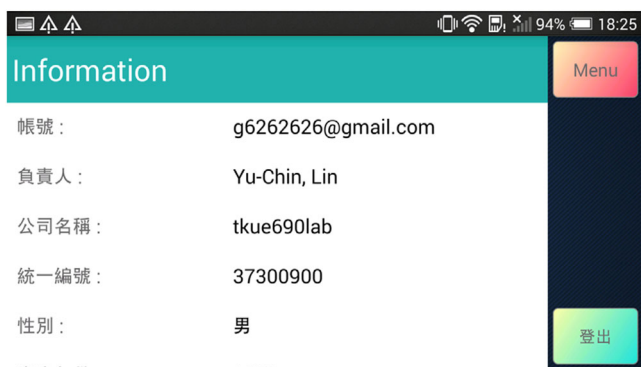 94% 18:25
Information
Menu
帳號 : g6262626@gmail.com
負責人 : Yu-Chin, Lin
公司名稱 : tkue690lab
統一編號 : 37300900
性別 : 男
登出